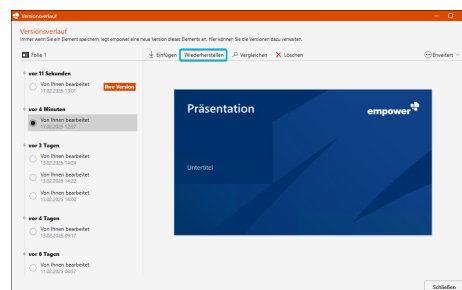 Versionsverlauf
Versionsverlauf
Immer wenn Sie ein Element speichern, legt empower eine neue Version dieses Elements an. Hier können Sie die Versionen dazu verwalten.
Folie 1
Einfügen Wiederherstellen Vergleichen Löschen Erweitert
vor 11 Sekunden
Von Ihnen bearbeitet Ihre Version
17.02.2025 13:01
vor 4 Minuten
Von Ihnen bearbeitet
17.02.2025 12:57
vor 3 Tagen
Von Ihnen bearbeitet
13.02.2025 14:24
Von Ihnen bearbeitet
13.02.2025 14:22
Von Ihnen bearbeitet
13.02.2025 14:00
vor 4 Tagen
Von Ihnen bearbeitet
13.02.2025 09:17
vor 6 Tagen
Von Ihnen bearbeitet
11.02.2025 08:57
Präsentation
empower
Untertitel
Schließen